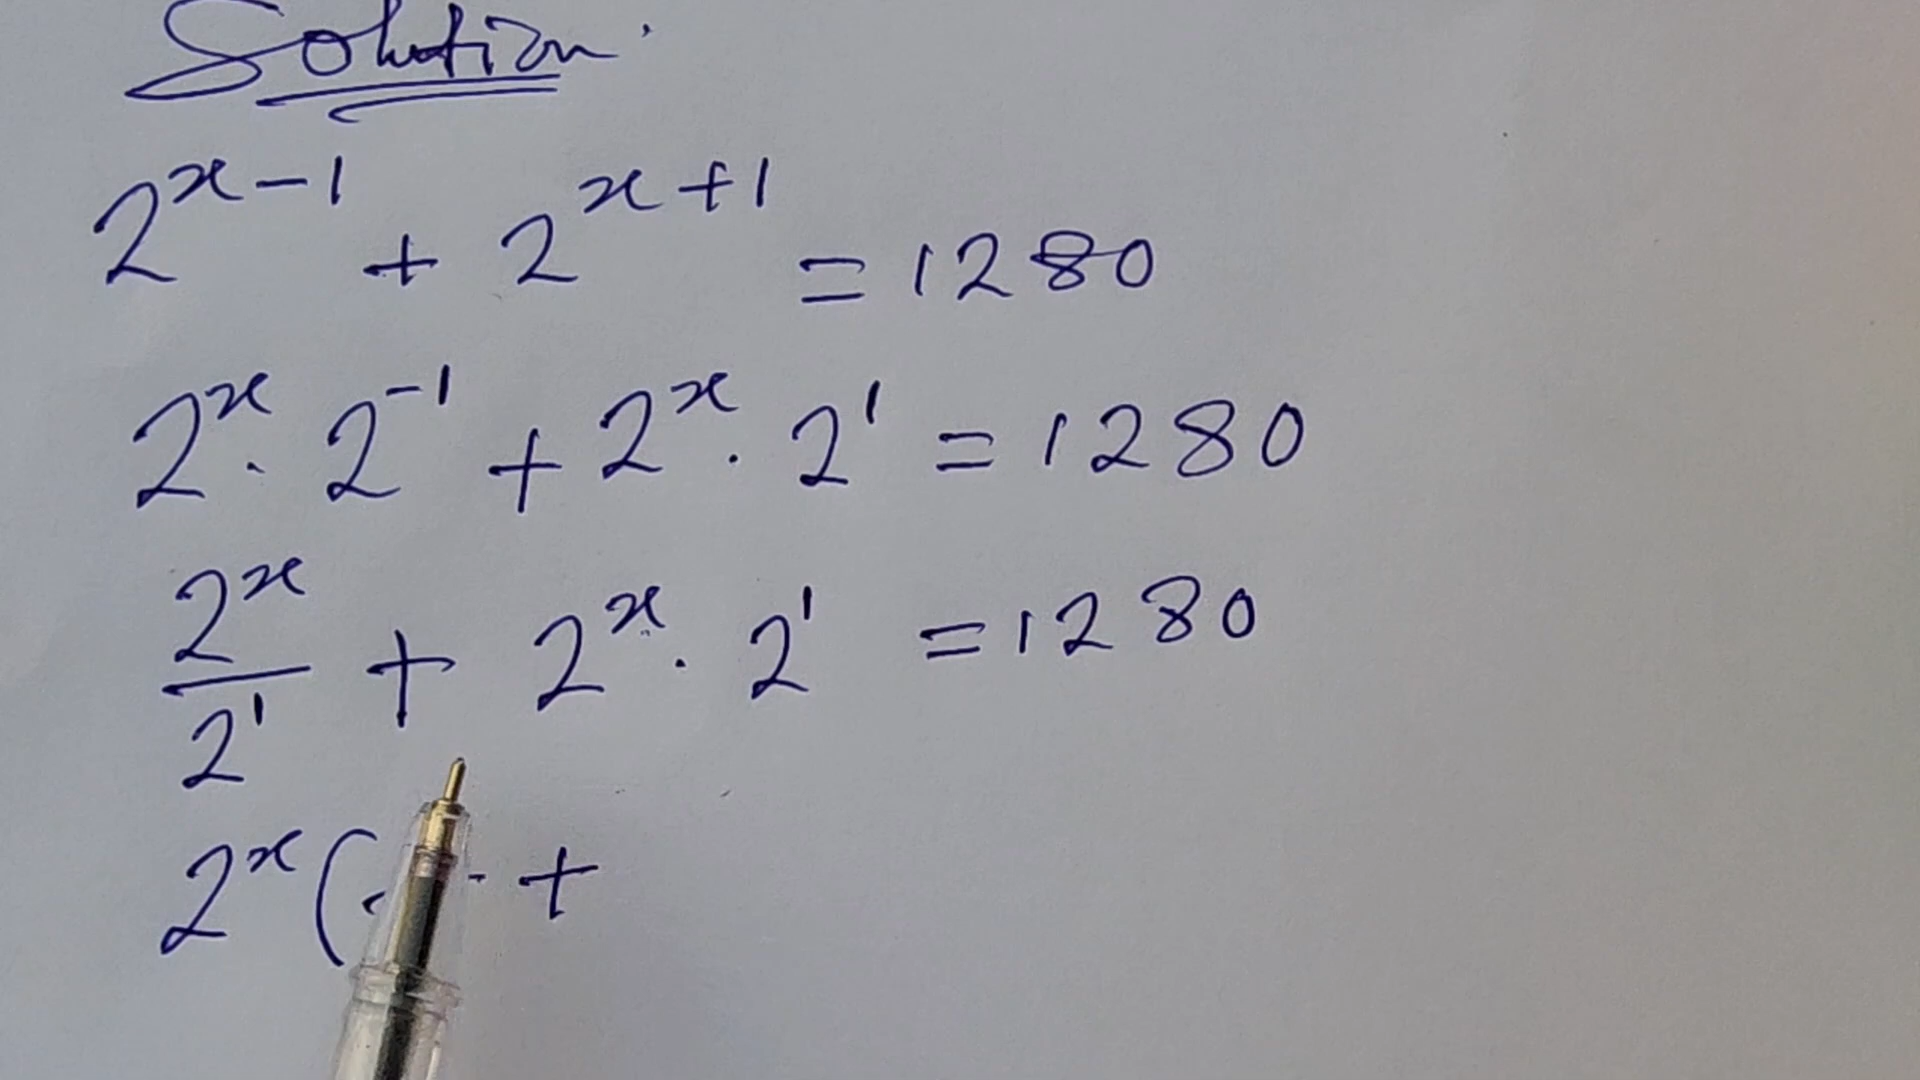 Solution.
2^{x-1} + 2^{x+1} = 1280
2^x . 2^{-1} + 2^x . 2^1 = 1280
\frac{2^x}{2^1} + 2^x . 2^1 = 1280
2^x ( +